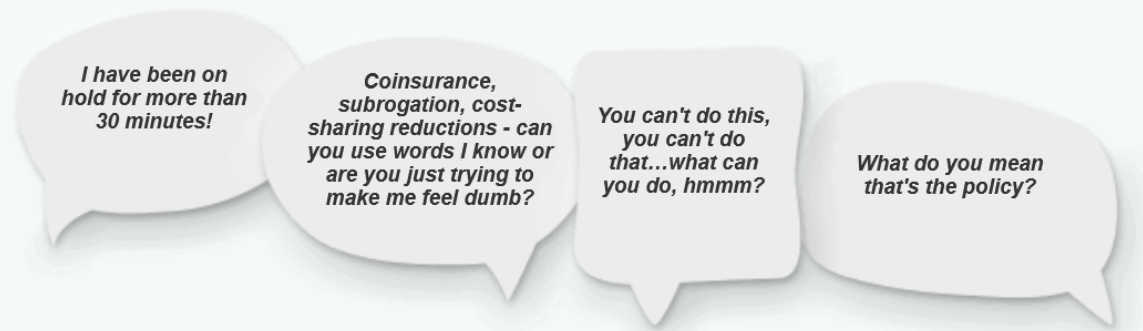 I have been on
hold for more than
30 minutes!
Coinsurance,
subrogation, cost-
sharing reductions - can
you use words I know or
are you just trying to
make me feel dumb?
You can't do this,
you can't do
that…what can
you do, hmmm?
What do you mean
that's the policy?